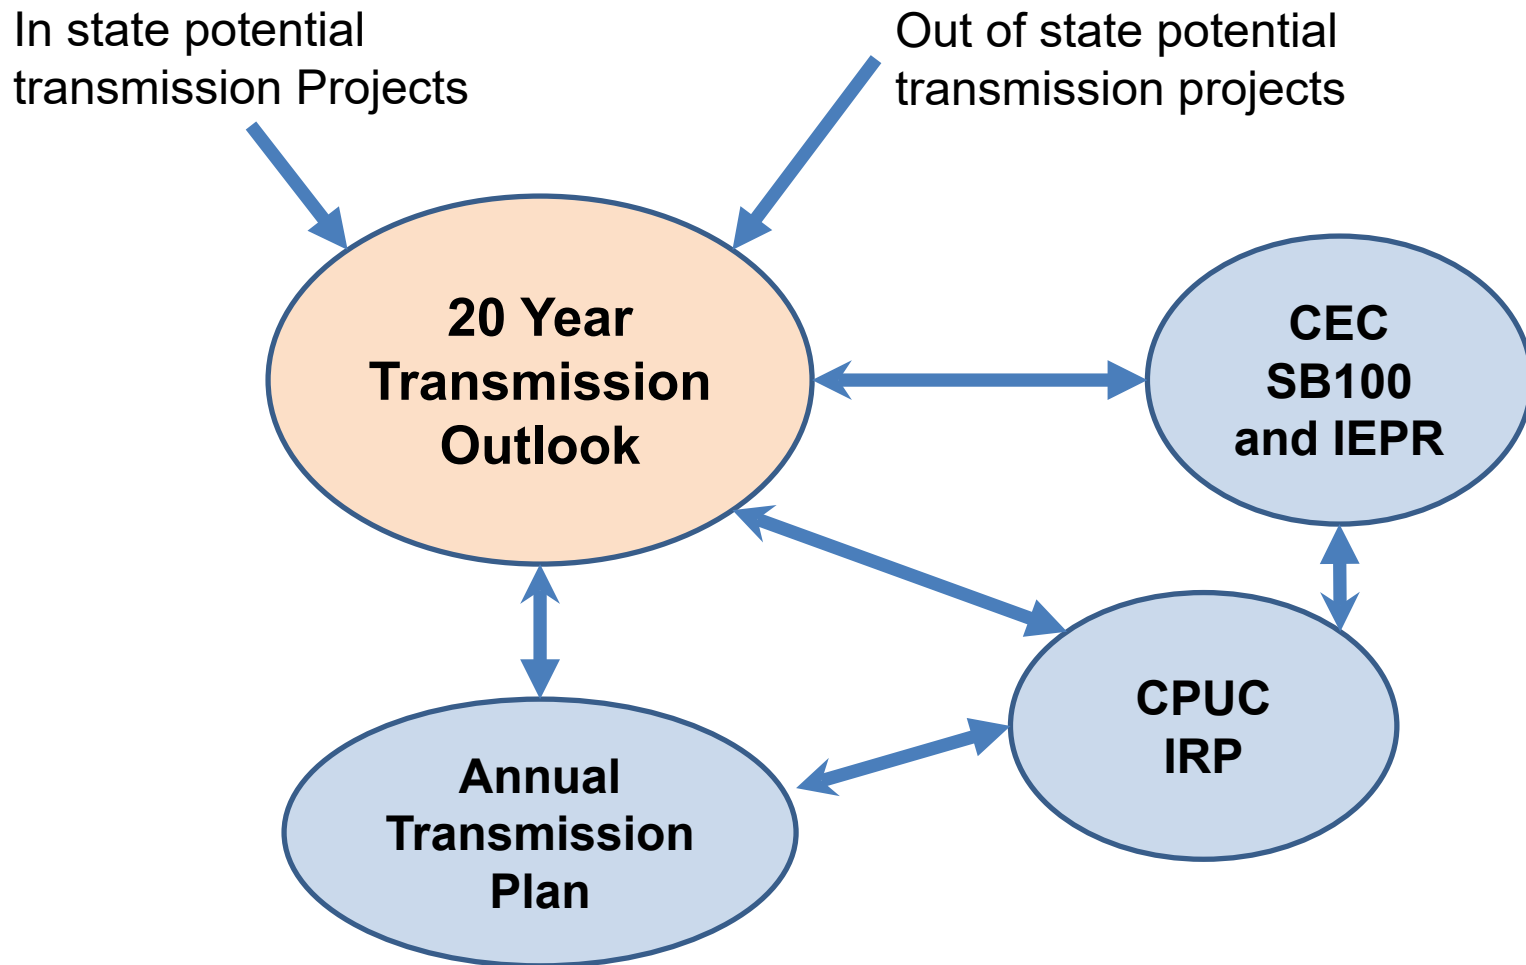 In state potential
transmission Projects
Out of state potential
transmission projects
20 Year
Transmission
Outlook
CEC
SB100
and IEPR
CPUC
IRP
Annual
Transmission
Plan